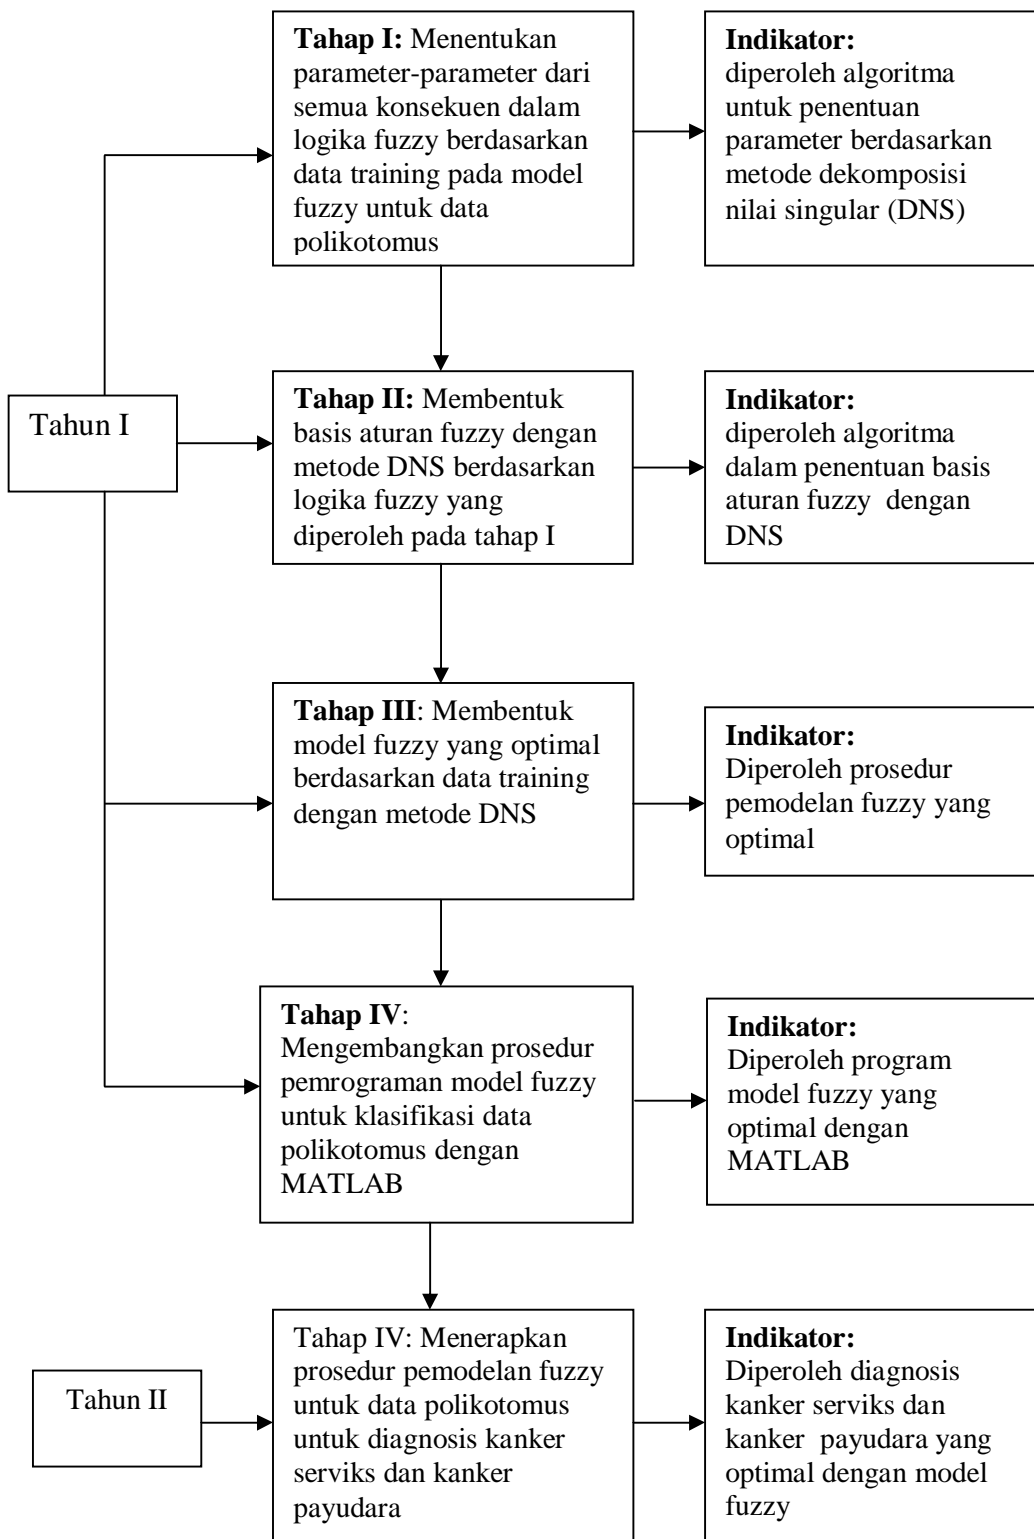 Tahap I: Menentukan
parameter-parameter dari
semua konsekuen dalam
logika fuzzy berdasarkan
data training pada model
fuzzy untuk data
polikotomus
Indikator:
diperoleh algoritma
untuk penentuan
parameter berdasarkan
metode dekomposisi
nilai singular (DNS)
Tahun I
Tahap II: Membentuk
basis aturan fuzzy dengan
metode DNS berdasarkan
logika fuzzy yang
diperoleh pada tahap I
Indikator:
diperoleh algoritma
dalam penentuan basis
aturan fuzzy dengan
DNS
Tahap III: Membentuk
model fuzzy yang optimal
berdasarkan data training
dengan metode DNS
Indikator:
Diperoleh prosedur
pemodelan fuzzy yang
optimal
Tahap IV:
Mengembangkan prosedur
pemrograman model fuzzy
untuk klasifikasi data
polikotomus dengan
MATLAB
Indikator:
Diperoleh program
model fuzzy yang
optimal dengan
MATLAB
Tahun II
Tahap IV: Menerapkan
prosedur pemodelan fuzzy
untuk data polikotomus
untuk diagnosis kanker
serviks dan kanker
payudara
Indikator:
Diperoleh diagnosis
kanker serviks dan
kanker payudara yang
optimal dengan model
fuzzy